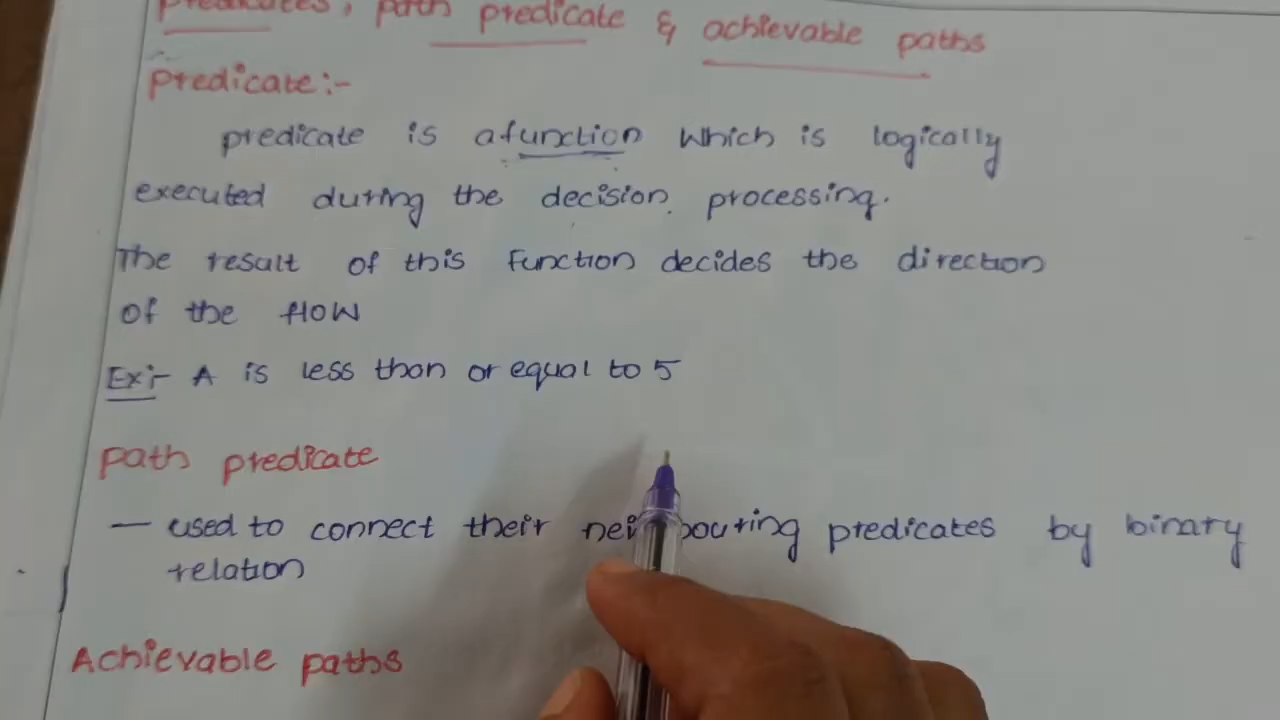 predicates, path predicate & achievable paths
predicate:-
predicate is a function which is logically
executed during the decision processing.
The result of this function decides the direction
of the flow
Ex:- A is less than or equal to 5
path predicate
— used to connect their predicates by binary
relation
Achievable paths